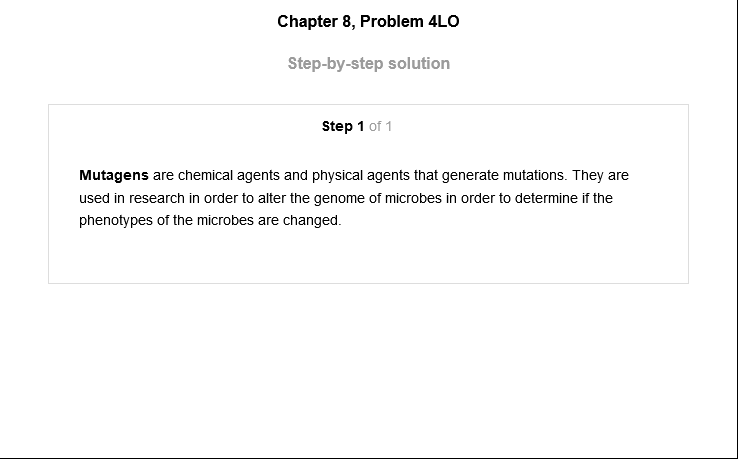 Chapter 8, Problem 4LO
Step-by-step solution
Step 1 of 1
Mutagens are chemical agents and physical agents that generate mutations. They are
used in research in order to alter the genome of microbes in order to determine if the
phenotypes of the microbes are changed.